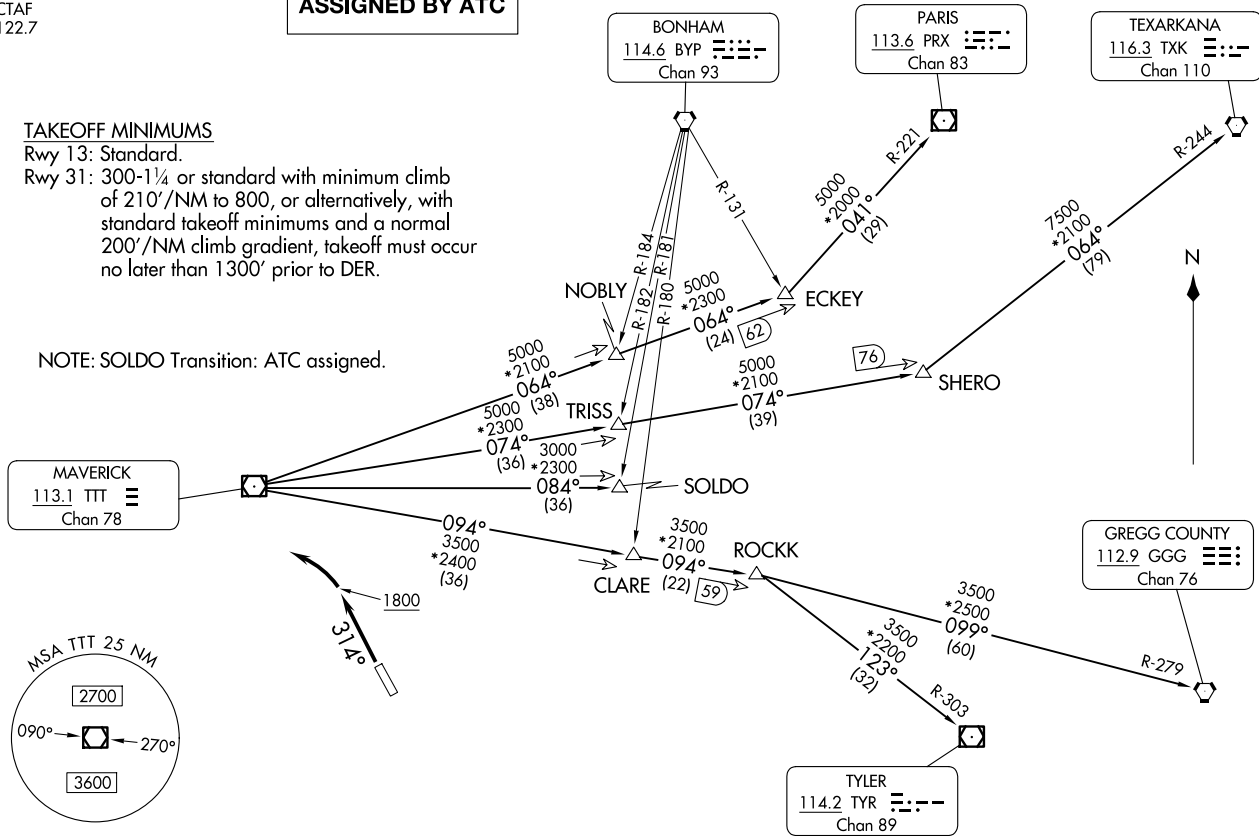 CTAF
122.7
ASSIGNED BY ATC
BONHAM
114.6 BYP
Chan 93
PARIS
113.6 PRX
Chan 83
TEXARKANA
116.3 TXK
Chan 110
TAKEOFF MINIMUMS
Rwy 13: Standard.
Rwy 31: 300-1¼ or standard with minimum climb
of 210'/NM to 800, or alternatively, with
standard takeoff minimums and a normal
200'/NM climb gradient, takeoff must occur
no later than 1300' prior to DER.
NOTE: SOLDO Transition: ATC assigned.
R-221
R-244
R-131
R-184
R-181
R-182
R-180
5000
*2000
041°
(29)
7500
*2100
064°
(79)
N
NOBLY
5000
*2300
064°
(24)
62
ECKEY
5000
*2100
064°
(38)
76
SHERO
5000
*2100
074°
(39)
TRISS
5000
*2300
074°
(36)
3000
*2300
084°
(36)
SOLDO
MAVERICK
113.1 TTT
Chan 78
094°
3500
*2400
(36)
CLARE
3500
*2100
094°
(22)
59
ROCKK
GREGG COUNTY
112.9 GGG
Chan 76
3500
*2500
099°
(60)
R-279
3500
*2200
123°
(32)
R-303
1800
314°
MSA TTT 25 NM
2700
090°
270°
3600
TYLER
114.2 TYR
Chan 89